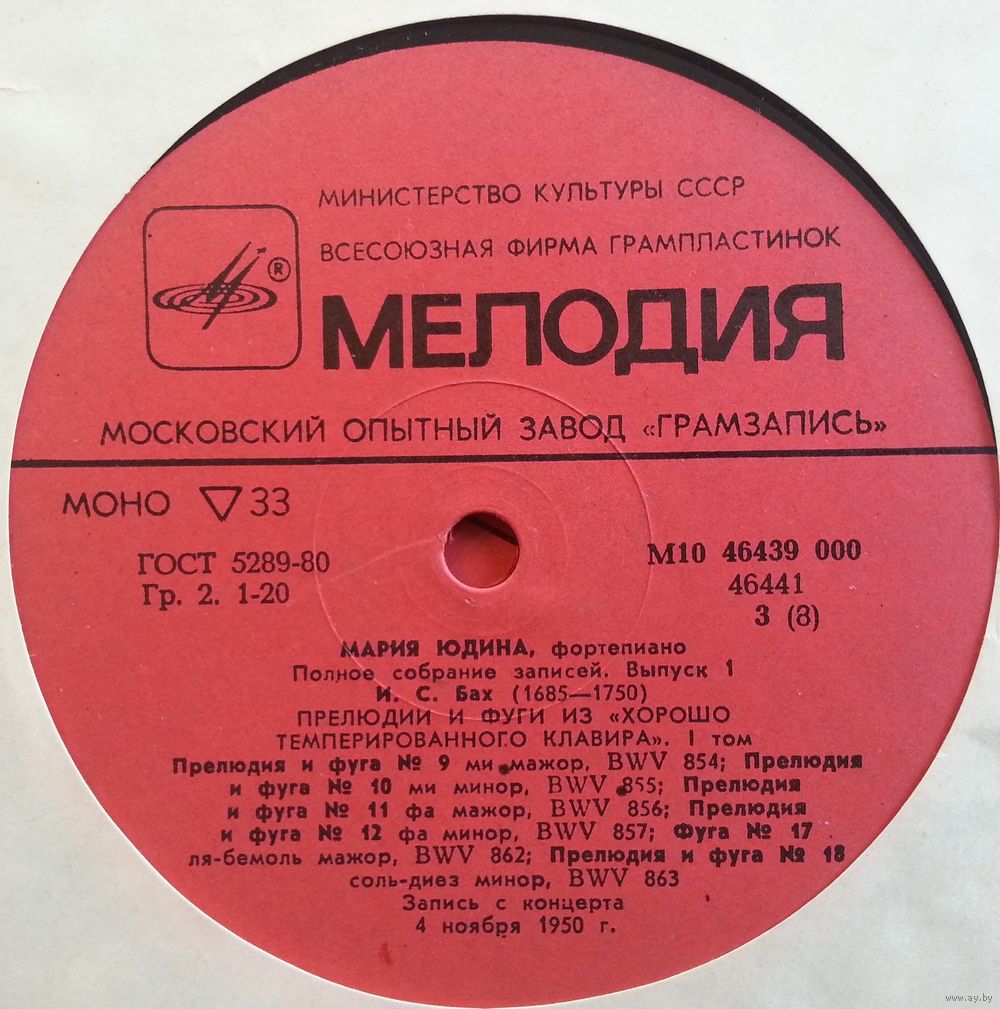 МИНИСТЕРСТВО КУЛЬТУРЫ СССР
ВСЕСОЮЗНАЯ ФИРМА ГРАМПЛАСТИНОК
®
МЕЛОДИЯ
МОСКОВСКИЙ ОПЫТНЫЙ ЗАВОД «ГРАМЗАПИСЬ»
МОНО ▽ 33
ГОСТ 5289-80
Гр. 2. 1-20
М10 46439 000
46441
3 (8)
МАРИЯ ЮДИНА, фортепиано
Полное собрание записей. Выпуск 1
И. С. Бах (1685—1750)
ПРЕЛЮДИИ И ФУГИ ИЗ «ХОРОШО
ТЕМПЕРИРОВАННОГО КЛАВИРА». I том
Прелюдия и фуга № 9 ми мажор, BWV 854; Прелюдия
и фуга № 10 ми минор, BWV 855; Прелюдия
и фуга № 11 фа мажор, BWV 856; Прелюдия
и фуга № 12 фа минор, BWV 857; Фуга № 17
ля-бемоль мажор, BWV 862; Прелюдия и фуга № 18
соль-диез минор, BWV 863
Запись с концерта
4 ноября 1950 г.
www.ay.by